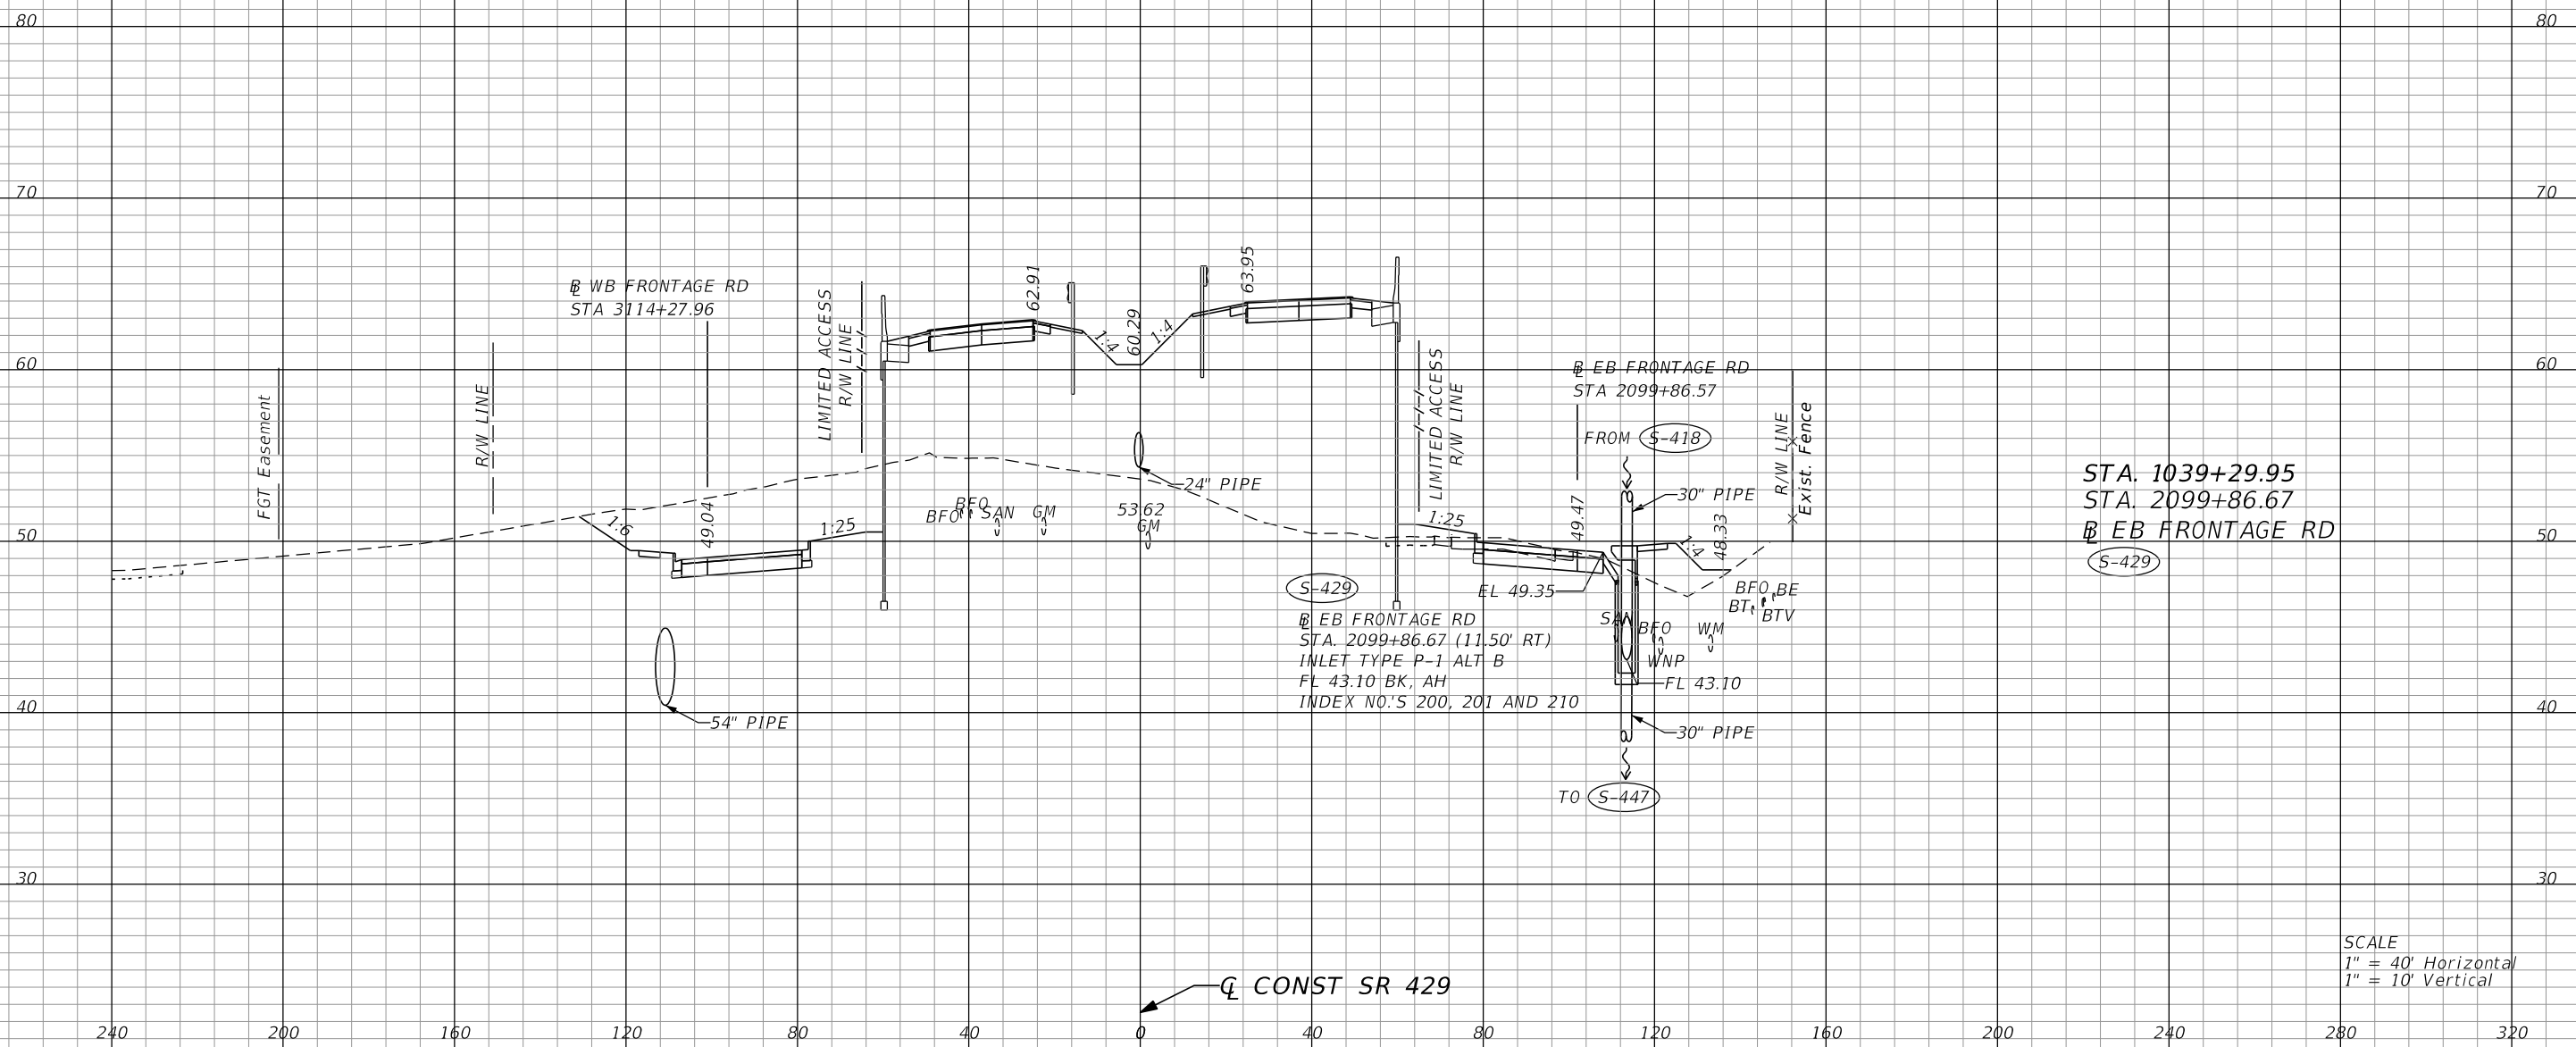 80
80
70
70
60
60
50
50
40
40
30
30
FGT Easement
R/W LINE
BL WB FRONTAGE RD
STA 3114+27.96
LIMITED ACCESS
R/W LINE
62.91
60.29
63.95
1:4
1:4
LIMITED ACCESS
R/W LINE
BL EB FRONTAGE RD
STA 2099+86.57
FROM S-418
30" PIPE
R/W LINE
Exist. Fence
STA. 1039+29.95
STA. 2099+86.67
BL EB FRONTAGE RD
S-429
1:6
49.04
1:25
BFO
BFO
SAN
GM
53.62
GM
24" PIPE
1:25
49.47
1:4
48.33
EL 49.35
S-429
BL EB FRONTAGE RD
STA. 2099+86.67 (11.50' RT)
INLET TYPE P-1 ALT B
FL 43.10 BK, AH
INDEX NO.'S 200, 201 AND 210
SAN
BFO
WNP
WM
BFO
BE
BT
BTV
FL 43.10
30" PIPE
TO S-447
54" PIPE
CL CONST SR 429
SCALE
1" = 40' Horizontal
1" = 10' Vertical
240 200 160 120 80 40 0 40 80 120 160 200 240 280 320